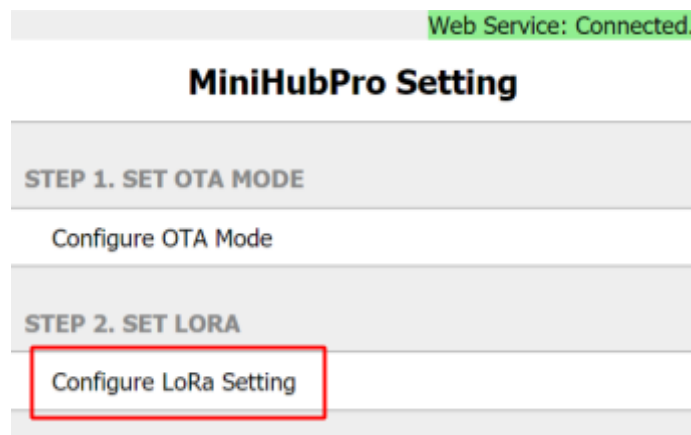 Web Service: Connected.
MiniHubPro Setting
STEP 1. SET OTA MODE
Configure OTA Mode
STEP 2. SET LORA
Configure LoRa Setting